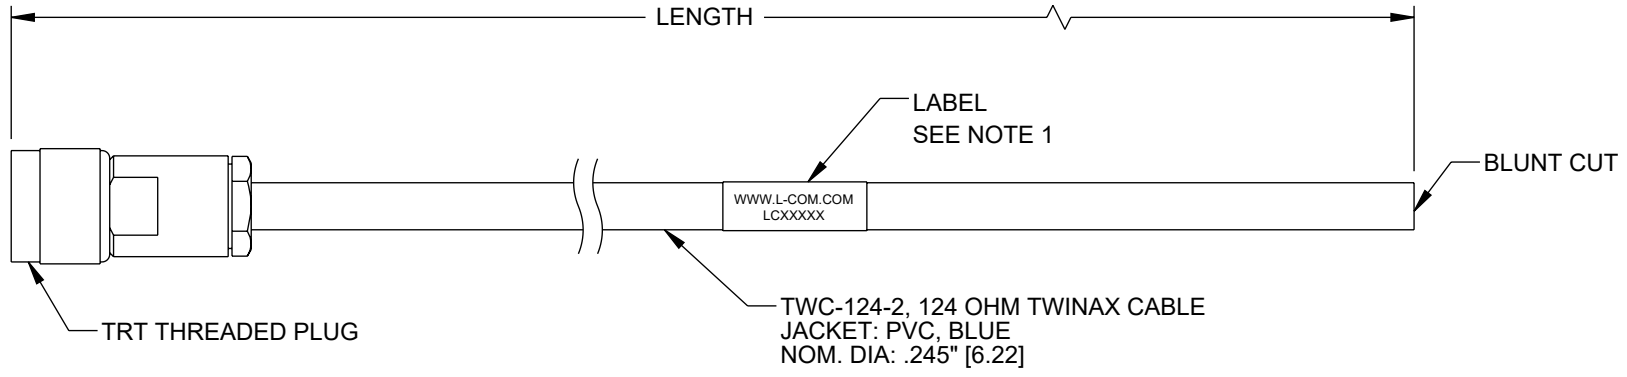 LENGTH
LABEL
SEE NOTE 1
BLUNT CUT
WWW.L-COM.COM
LCXXXXX
TRT THREADED PLUG
TWC-124-2, 124 OHM TWINAX CABLE
JACKET: PVC, BLUE
NOM. DIA: .245" [6.22]